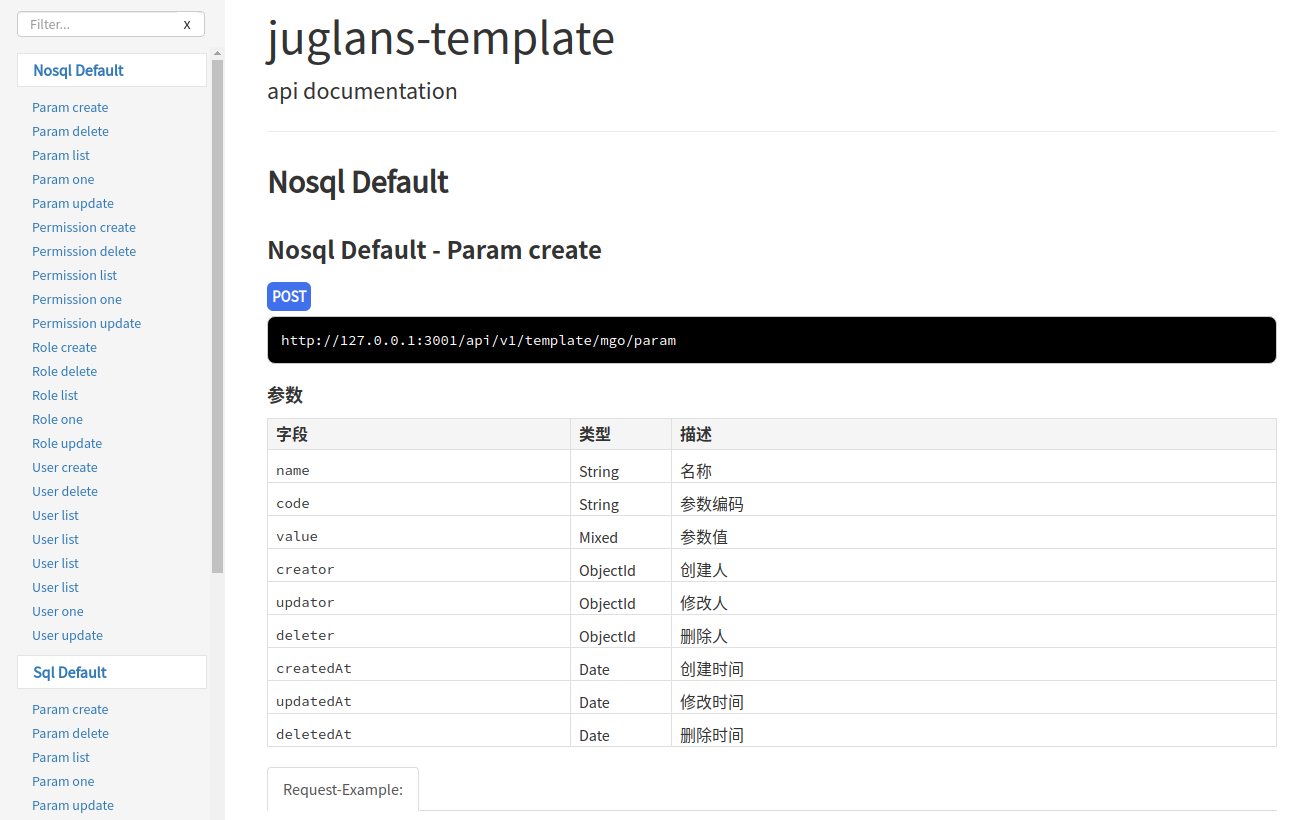 Filter...
x
Nosql Default
Param create
Param delete
Param list
Param one
Param update
Permission create
Permission delete
Permission list
Permission one
Permission update
Role create
Role delete
Role list
Role one
Role update
User create
User delete
User list
User list
User list
User list
User one
User update
Sql Default
Param create
Param delete
Param list
Param one
Param update
juglans-template
api documentation
Nosql Default
Nosql Default - Param create
POST
http://127.0.0.1:3001/api/v1/template/mgo/param
参数
字段 类型 描述
name String 名称
code String 参数编码
value Mixed 参数值
creator ObjectId 创建人
updator ObjectId 修改人
deleter ObjectId 删除人
createdAt Date 创建时间
updatedAt Date 修改时间
deletedAt Date 删除时间
Request-Example: